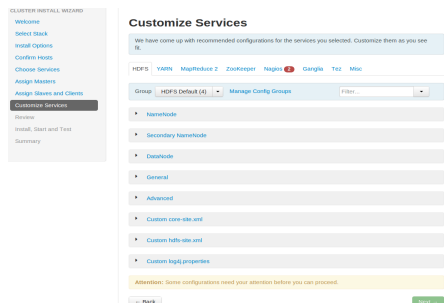 CLUSTER INSTALL WIZARD
Welcome
Select Stack
Install Options
Confirm Hosts
Choose Services
Assign Masters
Assign Slaves and Clients
Customize Services
Review
Install, Start and Test
Summary
Customize Services
We have come up with recommended configurations for the services you selected. Customize them as you see
fit.
HDFS YARN MapReduce 2 ZooKeeper Nagios 2 Ganglia Tez Misc
Group HDFS Default (4) Manage Config Groups Filter...
NameNode
Secondary NameNode
DataNode
General
Advanced
Custom core-site.xml
Custom hdfs-site.xml
Custom log4j.properties
Attention: Some configurations need your attention before you can proceed.
← Back Next